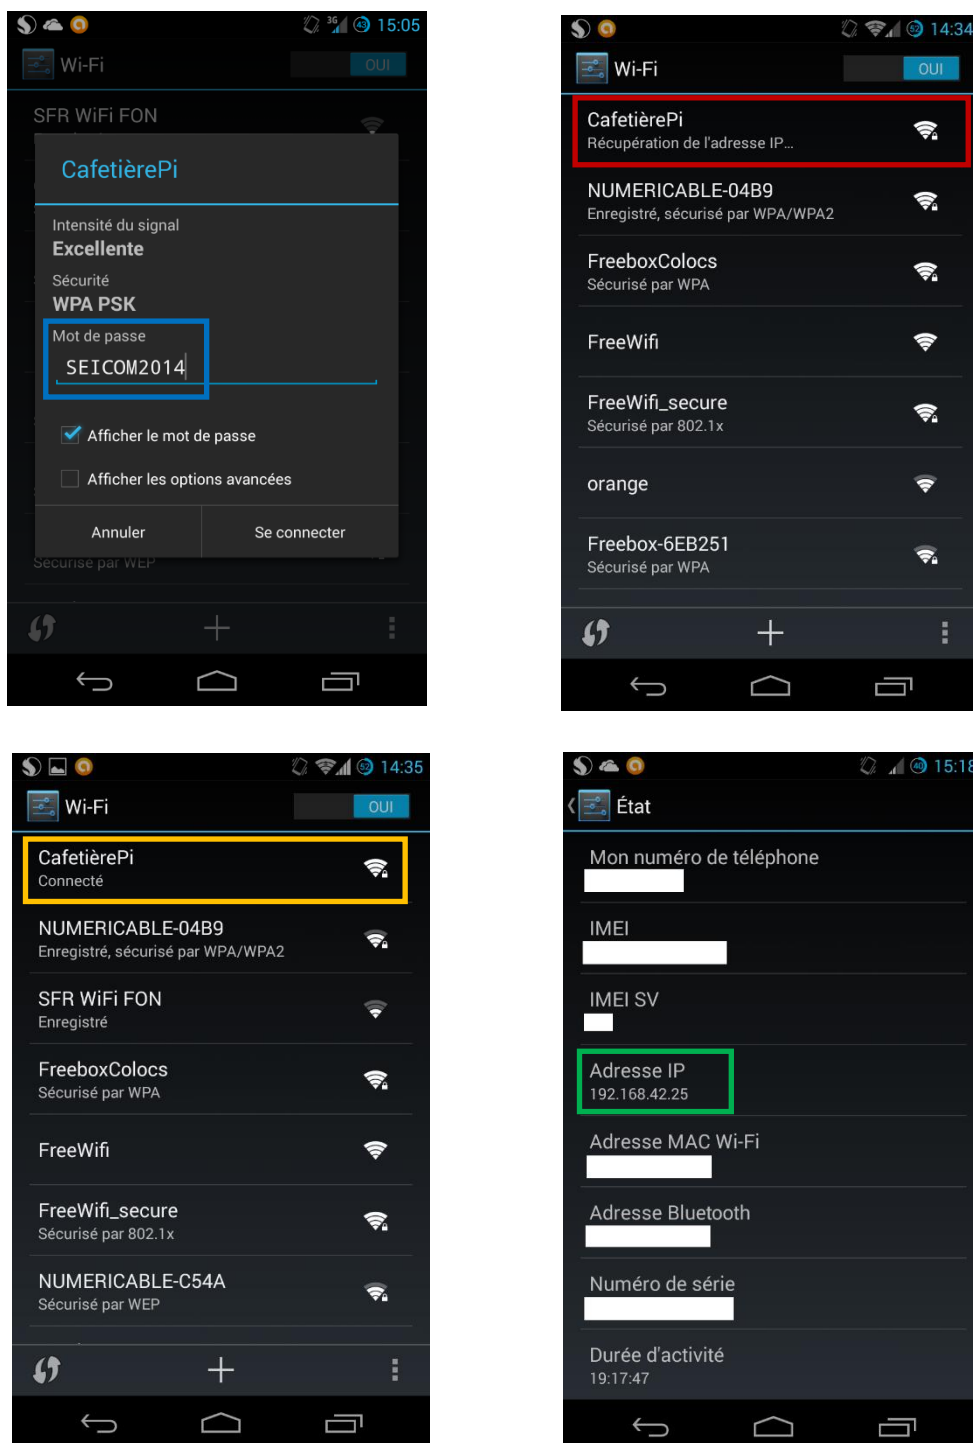 3G 43 15:05
Wi-Fi OUI
SFR WiFi FON
CafetièrePi
Intensité du signal
Excellente
Sécurité
WPA PSK
Mot de passe
SEICOM2014
Afficher le mot de passe
Afficher les options avancées
Annuler Se connecter
Sécurisé par WEP
52 14:34
Wi-Fi OUI
CafetièrePi
Récupération de l'adresse IP...
NUMERICABLE-04B9
Enregistré, sécurisé par WPA/WPA2
FreeboxColocs
Sécurisé par WPA
FreeWifi
FreeWifi_secure
Sécurisé par 802.1x
orange
Freebox-6EB251
Sécurisé par WPA
52 14:35
Wi-Fi OUI
CafetièrePi
Connecté
NUMERICABLE-04B9
Enregistré, sécurisé par WPA/WPA2
SFR WiFi FON
Enregistré
FreeboxColocs
Sécurisé par WPA
FreeWifi
FreeWifi_secure
Sécurisé par 802.1x
NUMERICABLE-C54A
Sécurisé par WEP
40 15:18
État
Mon numéro de téléphone
IMEI
IMEI SV
Adresse IP
192.168.42.25
Adresse MAC Wi-Fi
Adresse Bluetooth
Numéro de série
Durée d'activité
19:17:47